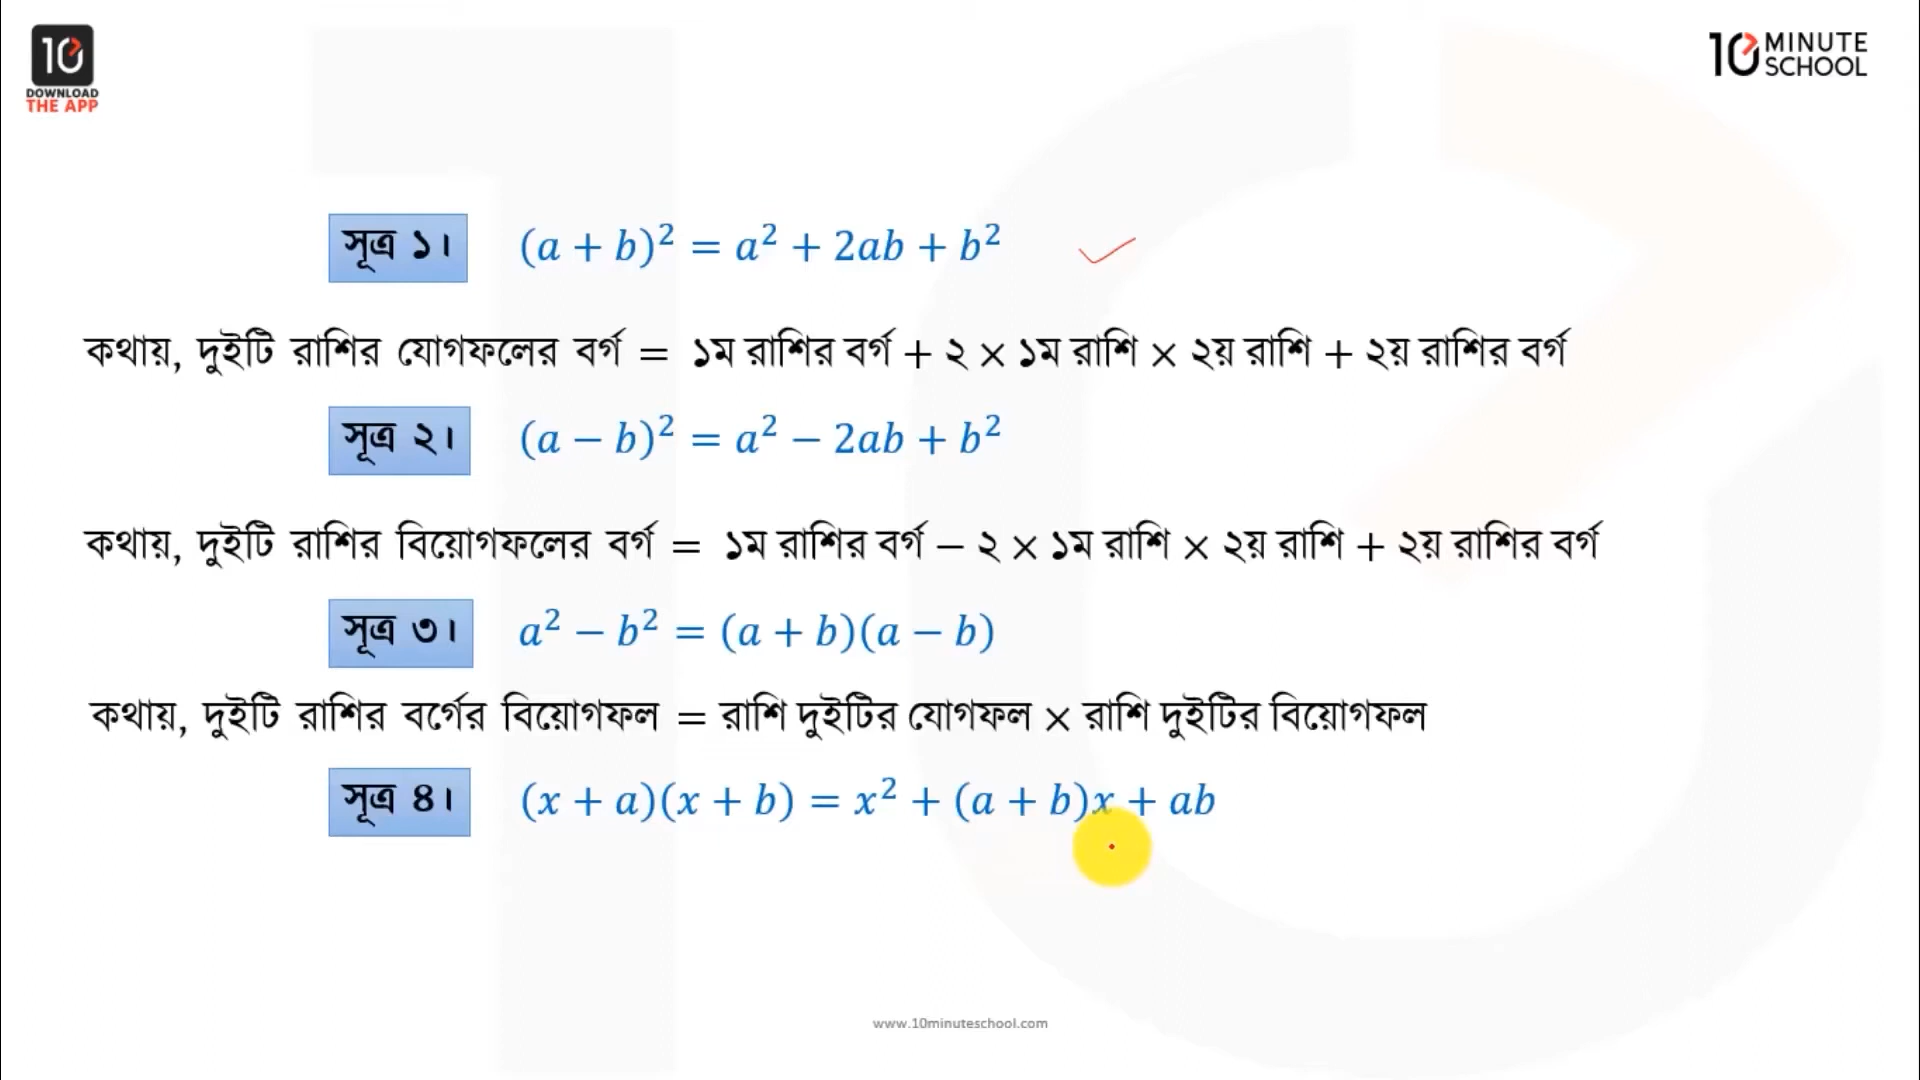 10
DOWNLOAD
THE APP
10 MINUTE
SCHOOL
সূত্র ১। (a + b)² = a² + 2ab + b²
কথায়, দুইটি রাশির যোগফলের বর্গ = ১ম রাশির বর্গ + ২ × ১ম রাশি × ২য় রাশি + ২য় রাশির বর্গ
সূত্র ২। (a − b)² = a² − 2ab + b²
কথায়, দুইটি রাশির বিয়োগফলের বর্গ = ১ম রাশির বর্গ − ২ × ১ম রাশি × ২য় রাশি + ২য় রাশির বর্গ
সূত্র ৩। a² − b² = (a + b)(a − b)
কথায়, দুইটি রাশির বর্গের বিয়োগফল = রাশি দুইটির যোগফল × রাশি দুইটির বিয়োগফল
সূত্র ৪। (x + a)(x + b) = x² + (a + b)x + ab
www.10minuteschool.com